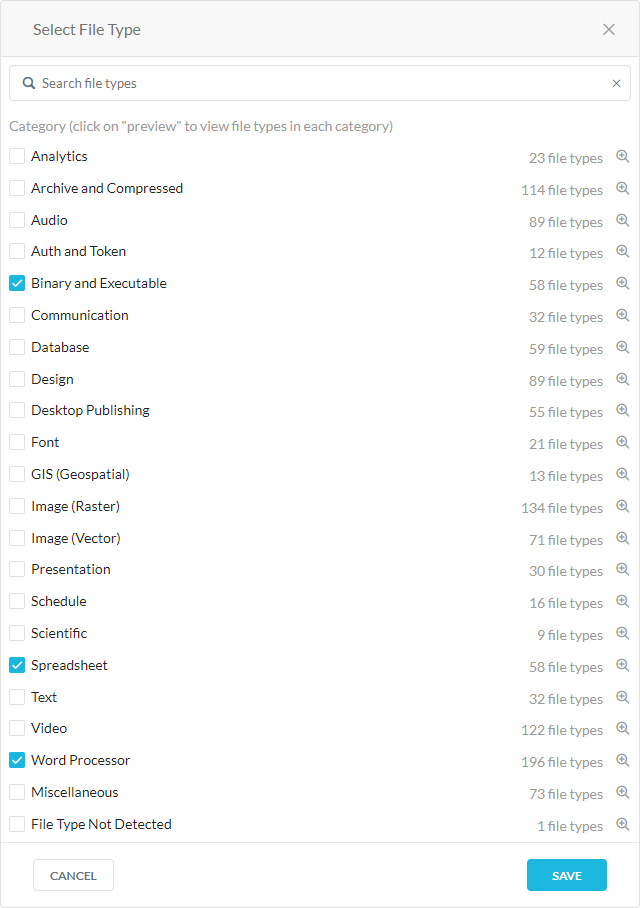 Select File Type
Search file types
Category (click on "preview" to view file types in each category)
Analytics 23 file types
Archive and Compressed 114 file types
Audio 89 file types
Auth and Token 12 file types
Binary and Executable 58 file types
Communication 32 file types
Database 59 file types
Design 89 file types
Desktop Publishing 55 file types
Font 21 file types
GIS (Geospatial) 13 file types
Image (Raster) 134 file types
Image (Vector) 71 file types
Presentation 30 file types
Schedule 16 file types
Scientific 9 file types
Spreadsheet 58 file types
Text 32 file types
Video 122 file types
Word Processor 196 file types
Miscellaneous 73 file types
File Type Not Detected 1 file types
CANCEL SAVE